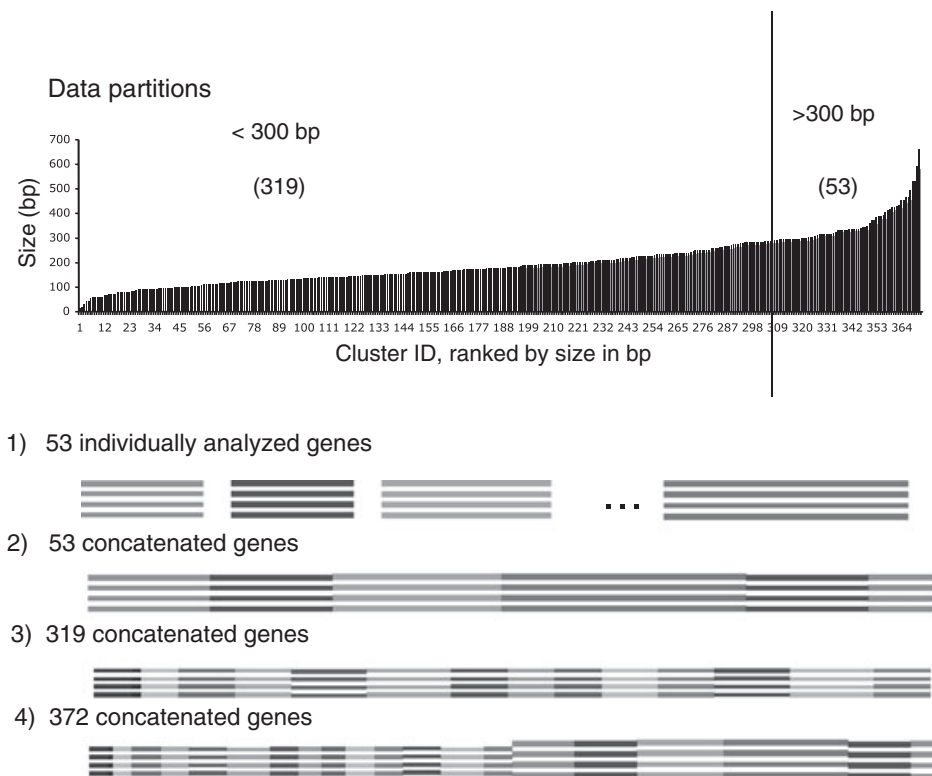 Data partitions
< 300 bp
>300 bp
(319)
(53)
Size (bp)
700
600
500
400
300
200
100
0
1 12 23 34 45 56 67 78 89 100 111 122 133 144 155 166 177 188 199 210 221 232 243 254 265 276 287 298 309 320 331 342 353 364
Cluster ID, ranked by size in bp
1) 53 individually analyzed genes
...
2) 53 concatenated genes
3) 319 concatenated genes
4) 372 concatenated genes